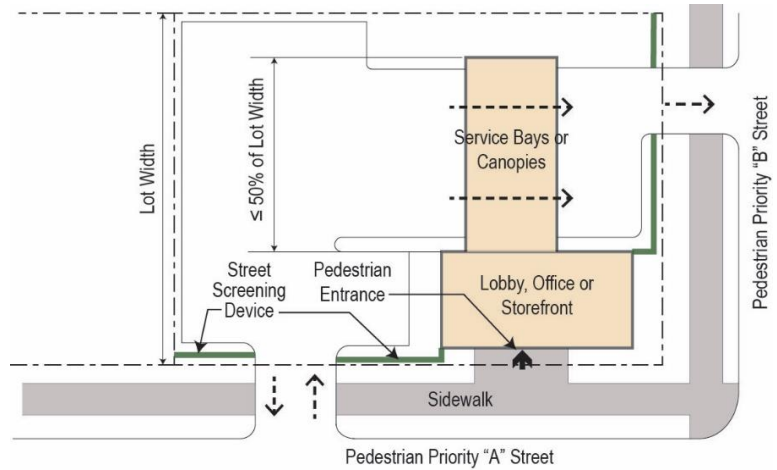 Lot Width
≤ 50% of Lot Width
Service Bays or
Canopies
Pedestrian Priority "B" Street
Street
Screening
Device
Pedestrian
Entrance
Lobby, Office or
Storefront
Sidewalk
Pedestrian Priority "A" Street